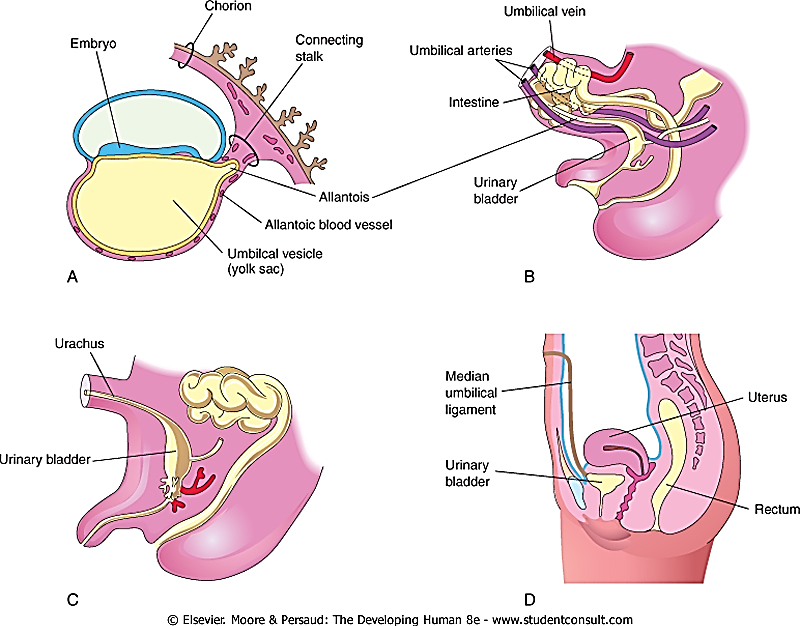 Chorion
Embryo
Connecting
stalk
Allantois
Allantoic blood vessel
Umbilcal vesicle
(yolk sac)
A
Umbilical vein
Umbilical arteries
Intestine
Urinary
bladder
B
Urachus
Urinary bladder
C
Median
umbilical
ligament
Uterus
Urinary
bladder
Rectum
D
© Elsevier. Moore & Persaud: The Developing Human 8e - www.studentconsult.com